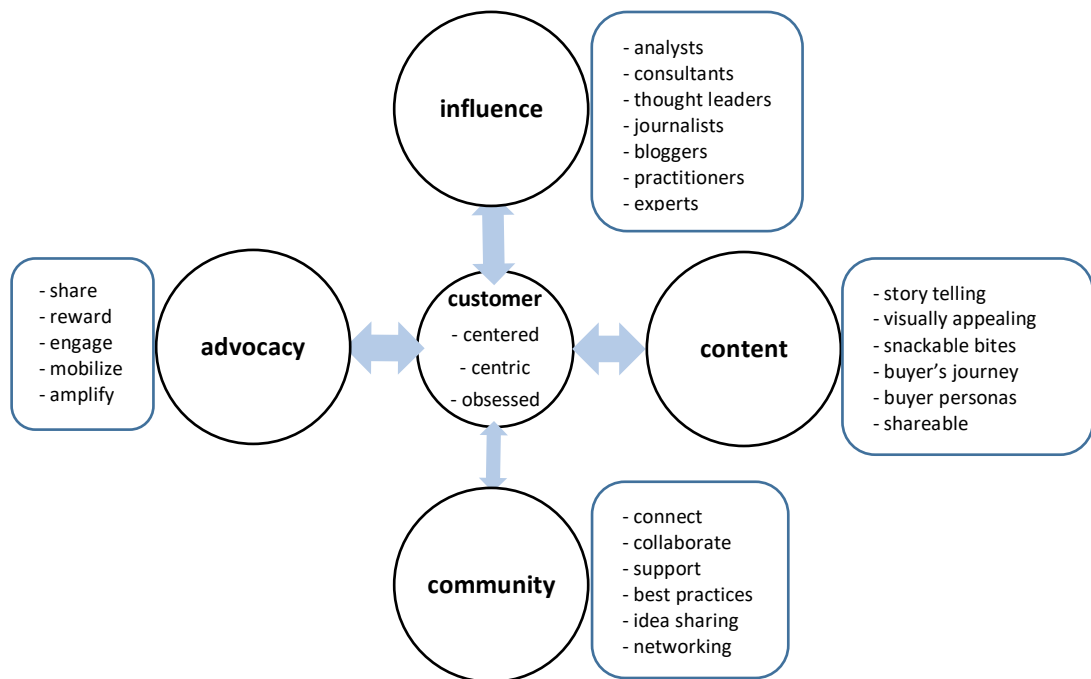 influence
- analysts
- consultants
- thought leaders
- journalists
- bloggers
- practitioners
- experts
- share
- reward
- engage
- mobilize
- amplify
advocacy
customer
- centered
- centric
- obsessed
content
- story telling
- visually appealing
- snackable bites
- buyer’s journey
- buyer personas
- shareable
community
- connect
- collaborate
- support
- best practices
- idea sharing
- networking